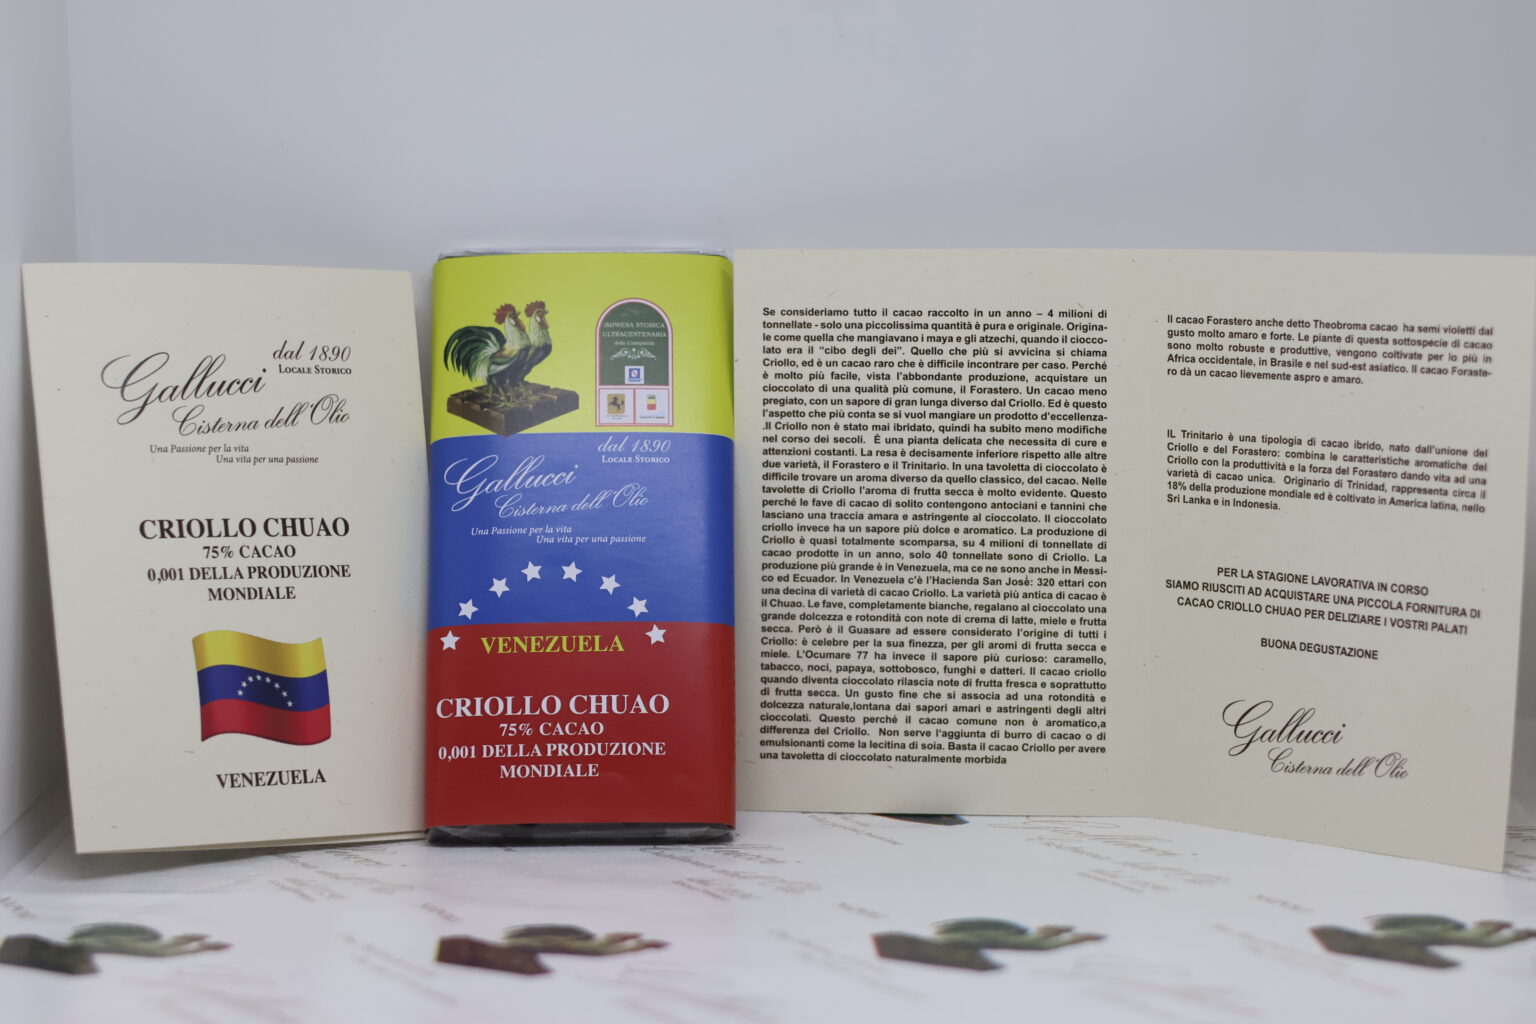 dal 1890
LOCALE STORICO
Gallucci
Cisterna dell'Olio
Una Passione per la vita
Una vita per una passione
CRIOLLO CHUAO
75% CACAO
0,001 DELLA PRODUZIONE
MONDIALE
VENEZUELA
IMPRESA STORICA
ULTRACENTENARIA
dal 1890
LOCALE STORICO
Gallucci
Cisterna dell'Olio
Una Passione per la vita
Una vita per una passione
VENEZUELA
CRIOLLO CHUAO
75% CACAO
0,001 DELLA PRODUZIONE
MONDIALE
Se consideriamo tutto il cacao raccolto in un anno – 4 milioni di
tonnellate - solo una piccolissima quantità è pura e originale. Origina-
le come quella che mangiavano i maya e gli atzechi, quando il ciocco-
lato era il “cibo degli dei”. Quello che più si avvicina si chiama
Criollo, ed è un cacao raro che è difficile incontrare per caso. Perché
è molto più facile, vista l'abbondante produzione, acquistare un
cioccolato di una qualità più comune, il Forastero. Un cacao meno
pregiato, con un sapore di gran lunga diverso dal Criollo. Ed è questo
l'aspetto che più conta se si vuol mangiare un prodotto d'eccellenza-
.Il Criollo non è stato mai ibridato, quindi ha subito meno modifiche
nel corso dei secoli. È una pianta delicata che necessita di cure e
attenzioni costanti. La resa è decisamente inferiore rispetto alle altre
due varietà, il Forastero e il Trinitario. In una tavoletta di cioccolato è
difficile trovare un aroma diverso da quello classico, del cacao. Nelle
tavolette di Criollo l'aroma di frutta secca è molto evidente. Questo
perché le fave di cacao di solito contengono antociani e tannini che
lasciano una traccia amara e astringente al cioccolato. Il cioccolato
criollo invece ha un sapore più dolce e aromatico. La produzione di
Criollo è quasi totalmente scomparsa, su 4 milioni di tonnellate di
cacao prodotte in un anno, solo 40 tonnellate sono di Criollo. La
produzione più grande è in Venezuela, ma ce ne sono anche in Messi-
co ed Ecuador. In Venezuela c'è l'Hacienda San Josè: 320 ettari con
una decina di varietà di cacao Criollo. La varietà più antica di cacao è
il Chuao. Le fave, completamente bianche, regalano al cioccolato una
grande dolcezza e rotondità con note di crema di latte, miele e frutta
secca. Però è il Guasare ad essere considerato l'origine di tutti i
Criollo: è celebre per la sua finezza, per gli aromi di frutta secca e
miele. L'Ocumare 77 ha invece il sapore più curioso: caramello,
tabacco, noci, papaya, sottobosco, funghi e datteri. Il cacao criollo
quando diventa cioccolato rilascia note di frutta fresca e soprattutto
di frutta secca. Un gusto fine che si associa ad una rotondità e
dolcezza naturale,lontana dai sapori amari e astringenti degli altri
cioccolati. Questo perché il cacao comune non è aromatico,a
differenza del Criollo. Non serve l'aggiunta di burro di cacao o di
emulsionanti come la lecitina di soia. Basta il cacao Criollo per avere
una tavoletta di cioccolato naturalmente morbida
Il cacao Forastero anche detto Theobroma cacao ha semi violetti dal
gusto molto amaro e forte. Le piante di questa sottospecie di cacao
sono molto robuste e produttive, vengono coltivate per lo più in
Africa occidentale, in Brasile e nel sud-est asiatico. Il cacao Foraste-
ro dà un cacao lievemente aspro e amaro.
IL Trinitario è una tipologia di cacao ibrido, nato dall'unione del
Criollo e del Forastero: combina le caratteristiche aromatiche del
Criollo con la produttività e la forza del Forastero dando vita ad una
varietà di cacao unica. Originario di Trinidad, rappresenta circa il
18% della produzione mondiale ed è coltivato in America latina, nello
Sri Lanka e in Indonesia.
PER LA STAGIONE LAVORATIVA IN CORSO
SIAMO RIUSCITI AD ACQUISTARE UNA PICCOLA FORNITURA DI
CACAO CRIOLLO CHUAO PER DELIZIARE I VOSTRI PALATI
BUONA DEGUSTAZIONE
Gallucci
Cisterna dell'Olio